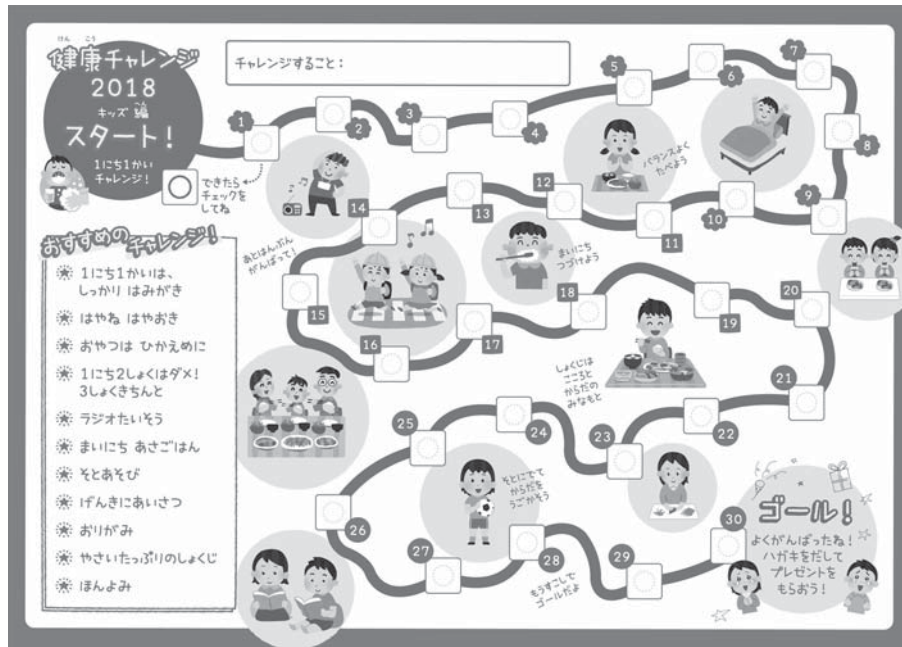 けん こう
健康チャレンジ
2018
キッズ 編
へん
スタート！
1にち1かい
チャレンジ！
できたら
チェックを
してね
チャレンジすること：
おすすめの チャレンジ！
1にち1かいは、
しっかり はみがき
はやね はやおき
おやつは ひかえめに
1にち2しょくはダメ！
3しょくきちんと
ラジオたいそう
まいにち あさごはん
そとあそび
げんきにあいさつ
おりがみ
やさいたっぷりのしょくじ
ほんよみ
1
2
3
4
5
6
7
8
バランスよく
たべよう
9
10
11
12
13
14
まいにち
つづけよう
あとはんぶん
がんばって！
15
16
17
18
19
20
しょくじは
こころと
からだの
みなもと
21
22
23
24
25
そとにでて
からだを
うごかそう
26
27
28
もうすこしで
ゴールだよ
29
30
ゴール！
よくがんばったね！
ハガキをだして
プレゼントを
もらおう！